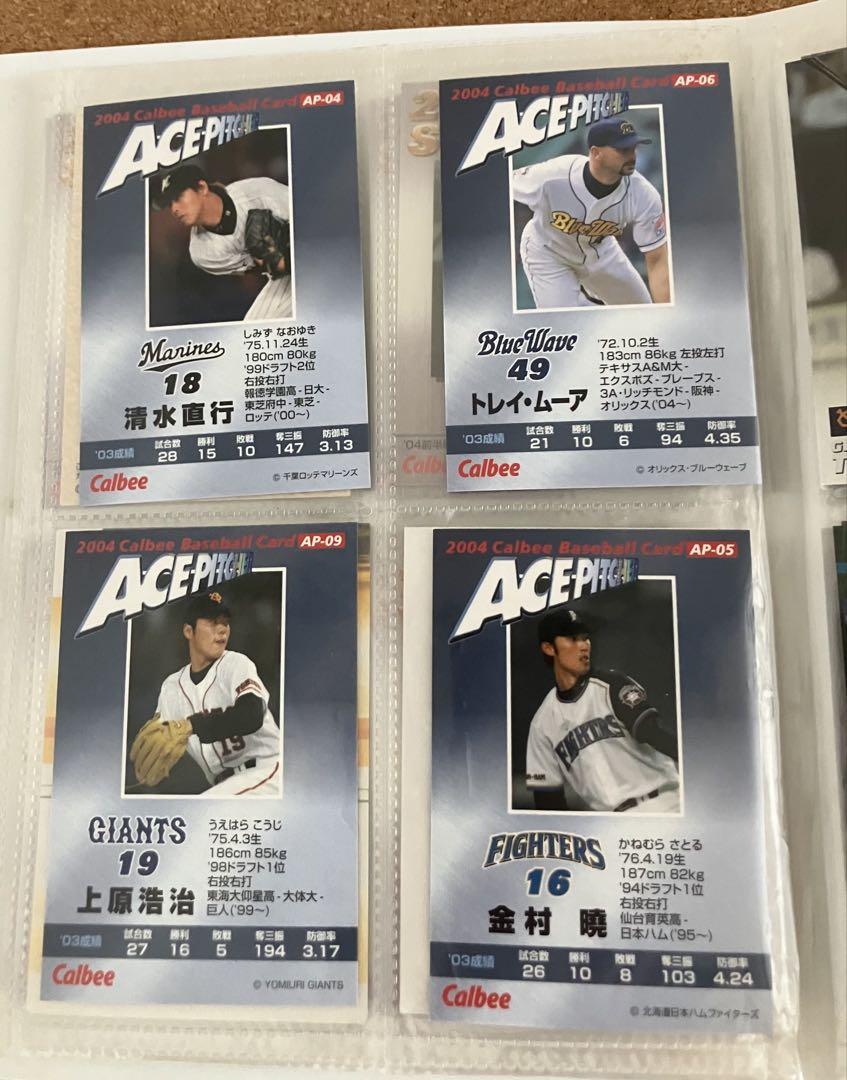 2004 Calbee Baseball Card AP-04
ACE-PITCHER
Marines
18
清水直行
しみず なおゆき
'75.11.24生
180cm 80kg
'99ドラフト2位
右投右打
報徳学園高-日大-
東芝府中-東芝-
ロッテ('00〜)
'03成績 試合数 勝利 敗戦 奪三振 防御率
28 15 10 147 3.13
Calbee
© 千葉ロッテマリーンズ
2004 Calbee Baseball Card AP-06
ACE-PITCHER
Blue Wave
BlueWave
49
トレイ・ムーア
'72.10.2生
183cm 86kg 左投左打
テキサスA&M大-
エクスポズ-ブレーブス-
3A・リッチモンド-阪神-
オリックス('04〜)
'03成績 試合数 勝利 敗戦 奪三振 防御率
21 10 6 94 4.35
Calbee
© オリックス・ブルーウェーブ
'04前半
Calbee
2004 Calbee Baseball Card AP-09
ACE-PITCHER
19
GIANTS
19
上原浩治
うえはら こうじ
'75.4.3生
186cm 85kg
'98ドラフト1位
右投右打
東海大仰星高-大体大-
巨人('99〜)
'03成績 試合数 勝利 敗戦 奪三振 防御率
27 16 5 194 3.17
Calbee
© YOMIURI GIANTS
2004 Calbee Baseball Card AP-05
ACE-PITCHER
FIGHTERS
FIGHTERS
16
金村 曉
かねむら さとる
'76.4.19生
187cm 82kg
'94ドラフト1位
右投右打
仙台育英高-
日本ハム('95〜)
'03成績 試合数 勝利 敗戦 奪三振 防御率
26 10 8 103 4.24
Calbee
© 北海道日本ハムファイターズ